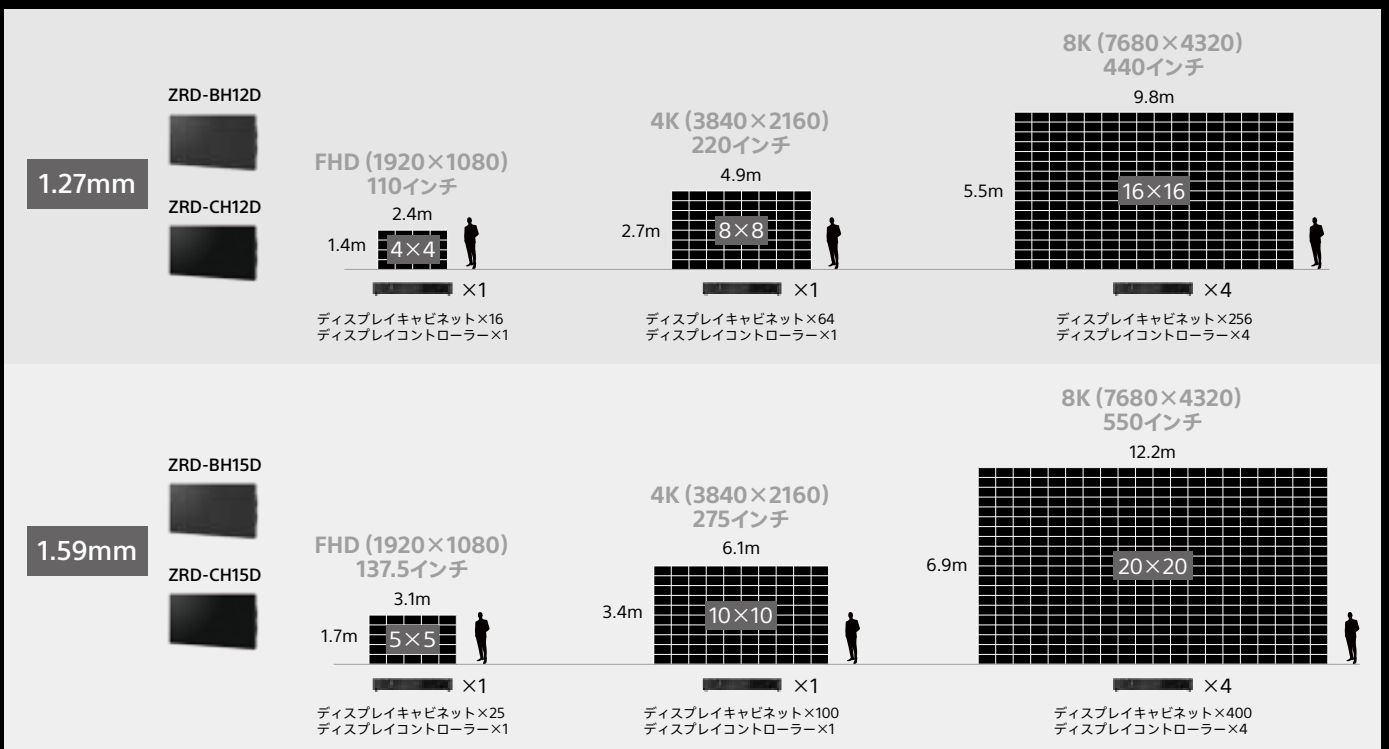 1.27mm
ZRD-BH12D
ZRD-CH12D
FHD (1920×1080)
110インチ
2.4m
1.4m
4×4
×1
ディスプレイキャビネット×16
ディスプレイコントローラー×1
4K (3840×2160)
220インチ
4.9m
2.7m
8×8
×1
ディスプレイキャビネット×64
ディスプレイコントローラー×1
8K (7680×4320)
440インチ
9.8m
5.5m
16×16
×4
ディスプレイキャビネット×256
ディスプレイコントローラー×4
1.59mm
ZRD-BH15D
ZRD-CH15D
FHD (1920×1080)
137.5インチ
3.1m
1.7m
5×5
×1
ディスプレイキャビネット×25
ディスプレイコントローラー×1
4K (3840×2160)
275インチ
6.1m
3.4m
10×10
×1
ディスプレイキャビネット×100
ディスプレイコントローラー×1
8K (7680×4320)
550インチ
12.2m
6.9m
20×20
×4
ディスプレイキャビネット×400
ディスプレイコントローラー×4